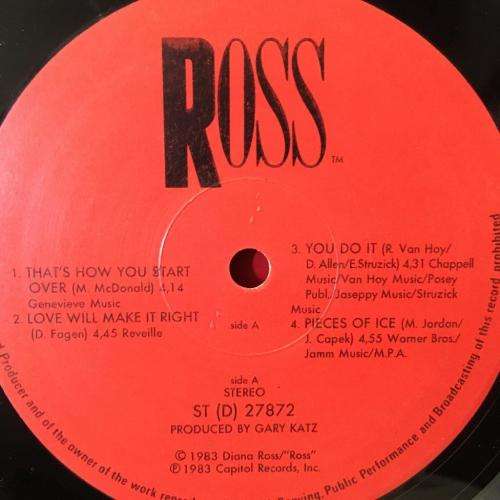 ROSS™
1. THAT'S HOW YOU START
OVER (M. McDonald) 4,14
Genevieve Music
2. LOVE WILL MAKE IT RIGHT
(D. Fagen) 4,45 Reveille
side A
3. YOU DO IT (R. Van Hoy/
D. Allen/E.Struzick) 4,31 Chappell
Music/Van Hoy Music/Posey
Publ./Jaseppy Music/Struzick
Music
4. PIECES OF ICE (M. Jordan/
J. Capek) 4,55 Warner Bros./
Jamm Music/M.P.A.
side A
STEREO
ST (D) 27872
PRODUCED BY GARY KATZ
© 1983 Diana Ross/"Ross"
℗ 1983 Capitol Records, Inc.
Producer and of the owner of the work
Public Performance and Broadcasting of this record prohibited